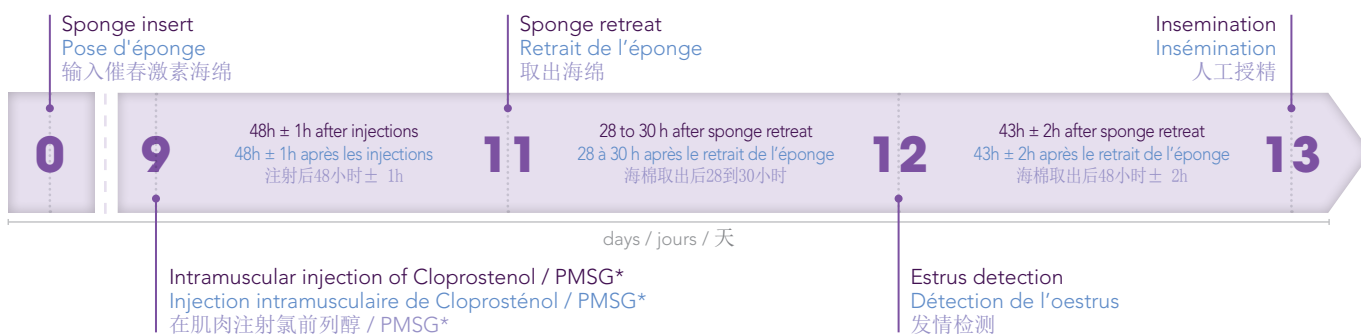 Sponge insert
Pose d'éponge
输入催春激素海绵
Sponge retreat
Retrait de l’éponge
取出海绵
Insemination
Insémination
人工授精
0
9
48h ± 1h after injections
48h ± 1h après les injections
注射后48小时± 1h
11
28 to 30 h after sponge retreat
28 à 30 h après le retrait de l’éponge
海棉取出后28到30小时
12
43h ± 2h after sponge retreat
43h ± 2h après le retrait de l’éponge
海棉取出后48小时± 2h
13
days / jours / 天
Intramuscular injection of Cloprostenol / PMSG*
Injection intramusculaire de Cloprosténol / PMSG*
在肌肉注射氯前列醇 / PMSG*
Estrus detection
Détection de l’oestrus
发情检测